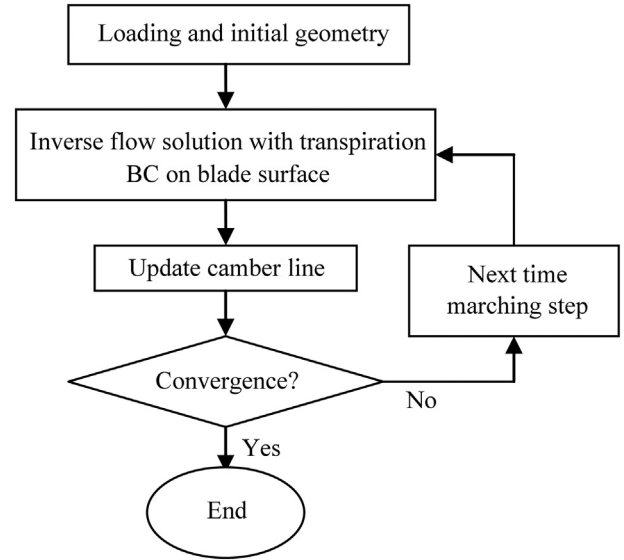 Loading and initial geometry
Inverse flow solution with transpiration
BC on blade surface
Update camber line
Next time
marching step
Convergence?
No
Yes
End